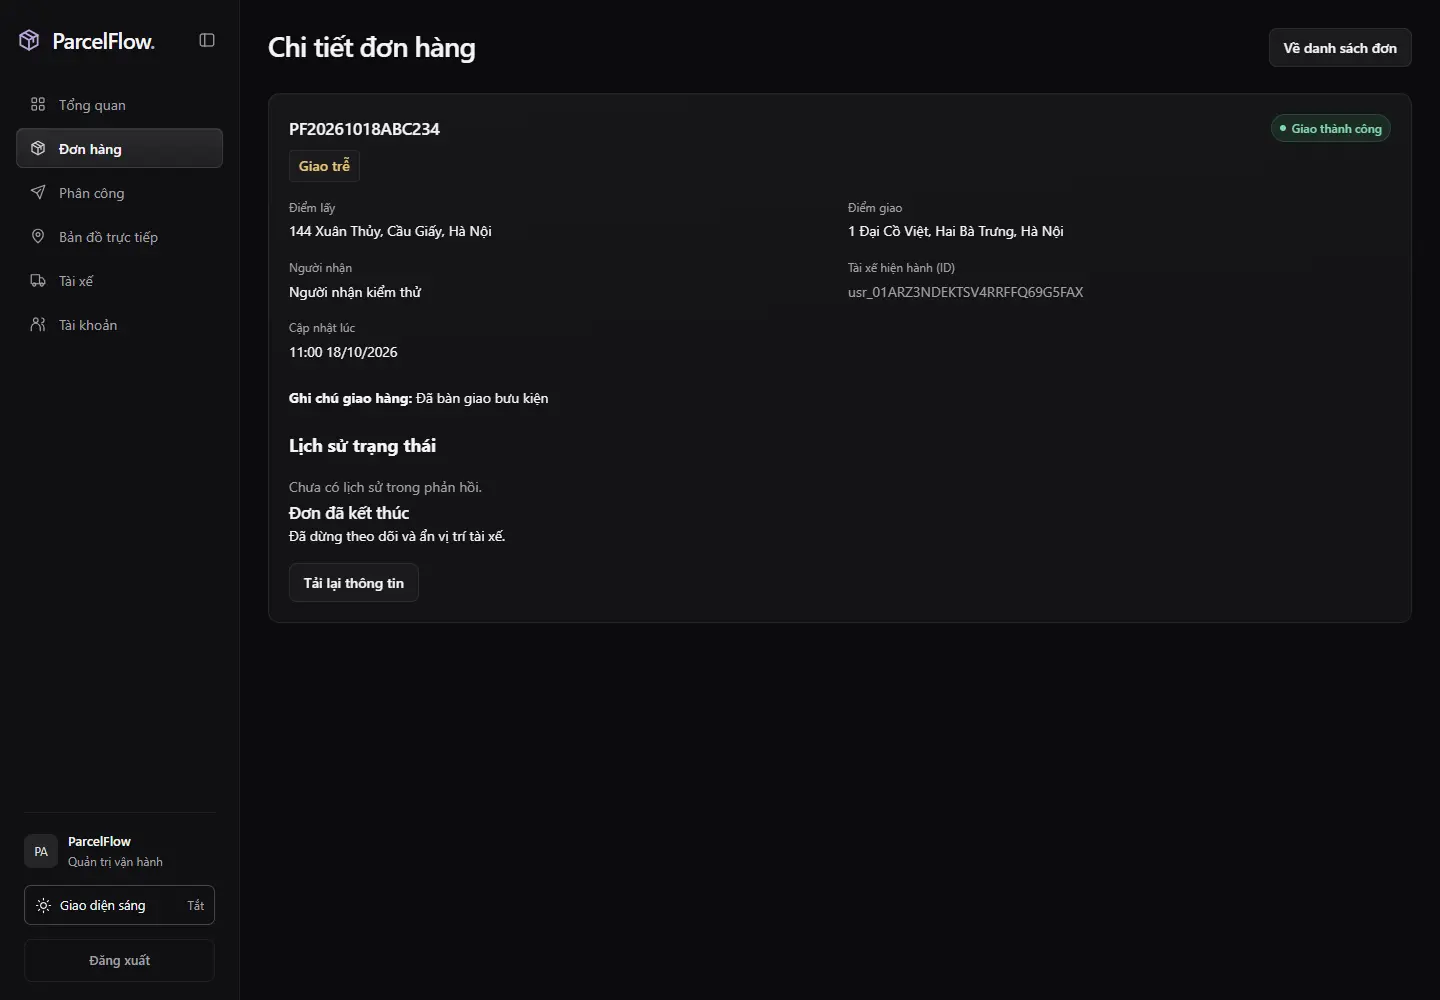 ParcelFlow.
Tổng quan
Đơn hàng
Phân công
Bản đồ trực tiếp
Tài xế
Tài khoản
ParcelFlow
PA
Quản trị vận hành
Giao diện sáng
Tắt
Đăng xuất
Chi tiết đơn hàng
Về danh sách đơn
PF20261018ABC234
Giao thành công
Giao trễ
Điểm lấy
144 Xuân Thủy, Cầu Giấy, Hà Nội
Điểm giao
1 Đại Cồ Việt, Hai Bà Trưng, Hà Nội
Người nhận
Người nhận kiểm thử
Tài xế hiện hành (ID)
usr_01ARZ3NDEKTSV4RRFFQ69G5FAX
Cập nhật lúc
11:00 18/10/2026
Ghi chú giao hàng: Đã bàn giao bưu kiện
Lịch sử trạng thái
Chưa có lịch sử trong phản hồi.
Đơn đã kết thúc
Đã dừng theo dõi và ẩn vị trí tài xế.
Tải lại thông tin